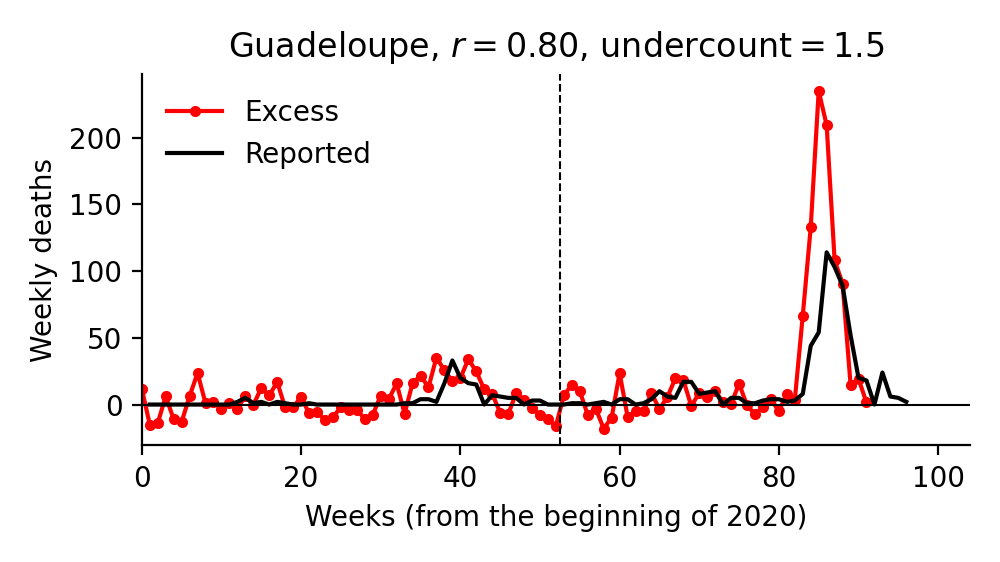 Guadeloupe, r = 0.80, undercount = 1.5
Excess
Reported
Weekly deaths
200
150
100
50
0
0 20 40 60 80 100
Weeks (from the beginning of 2020)